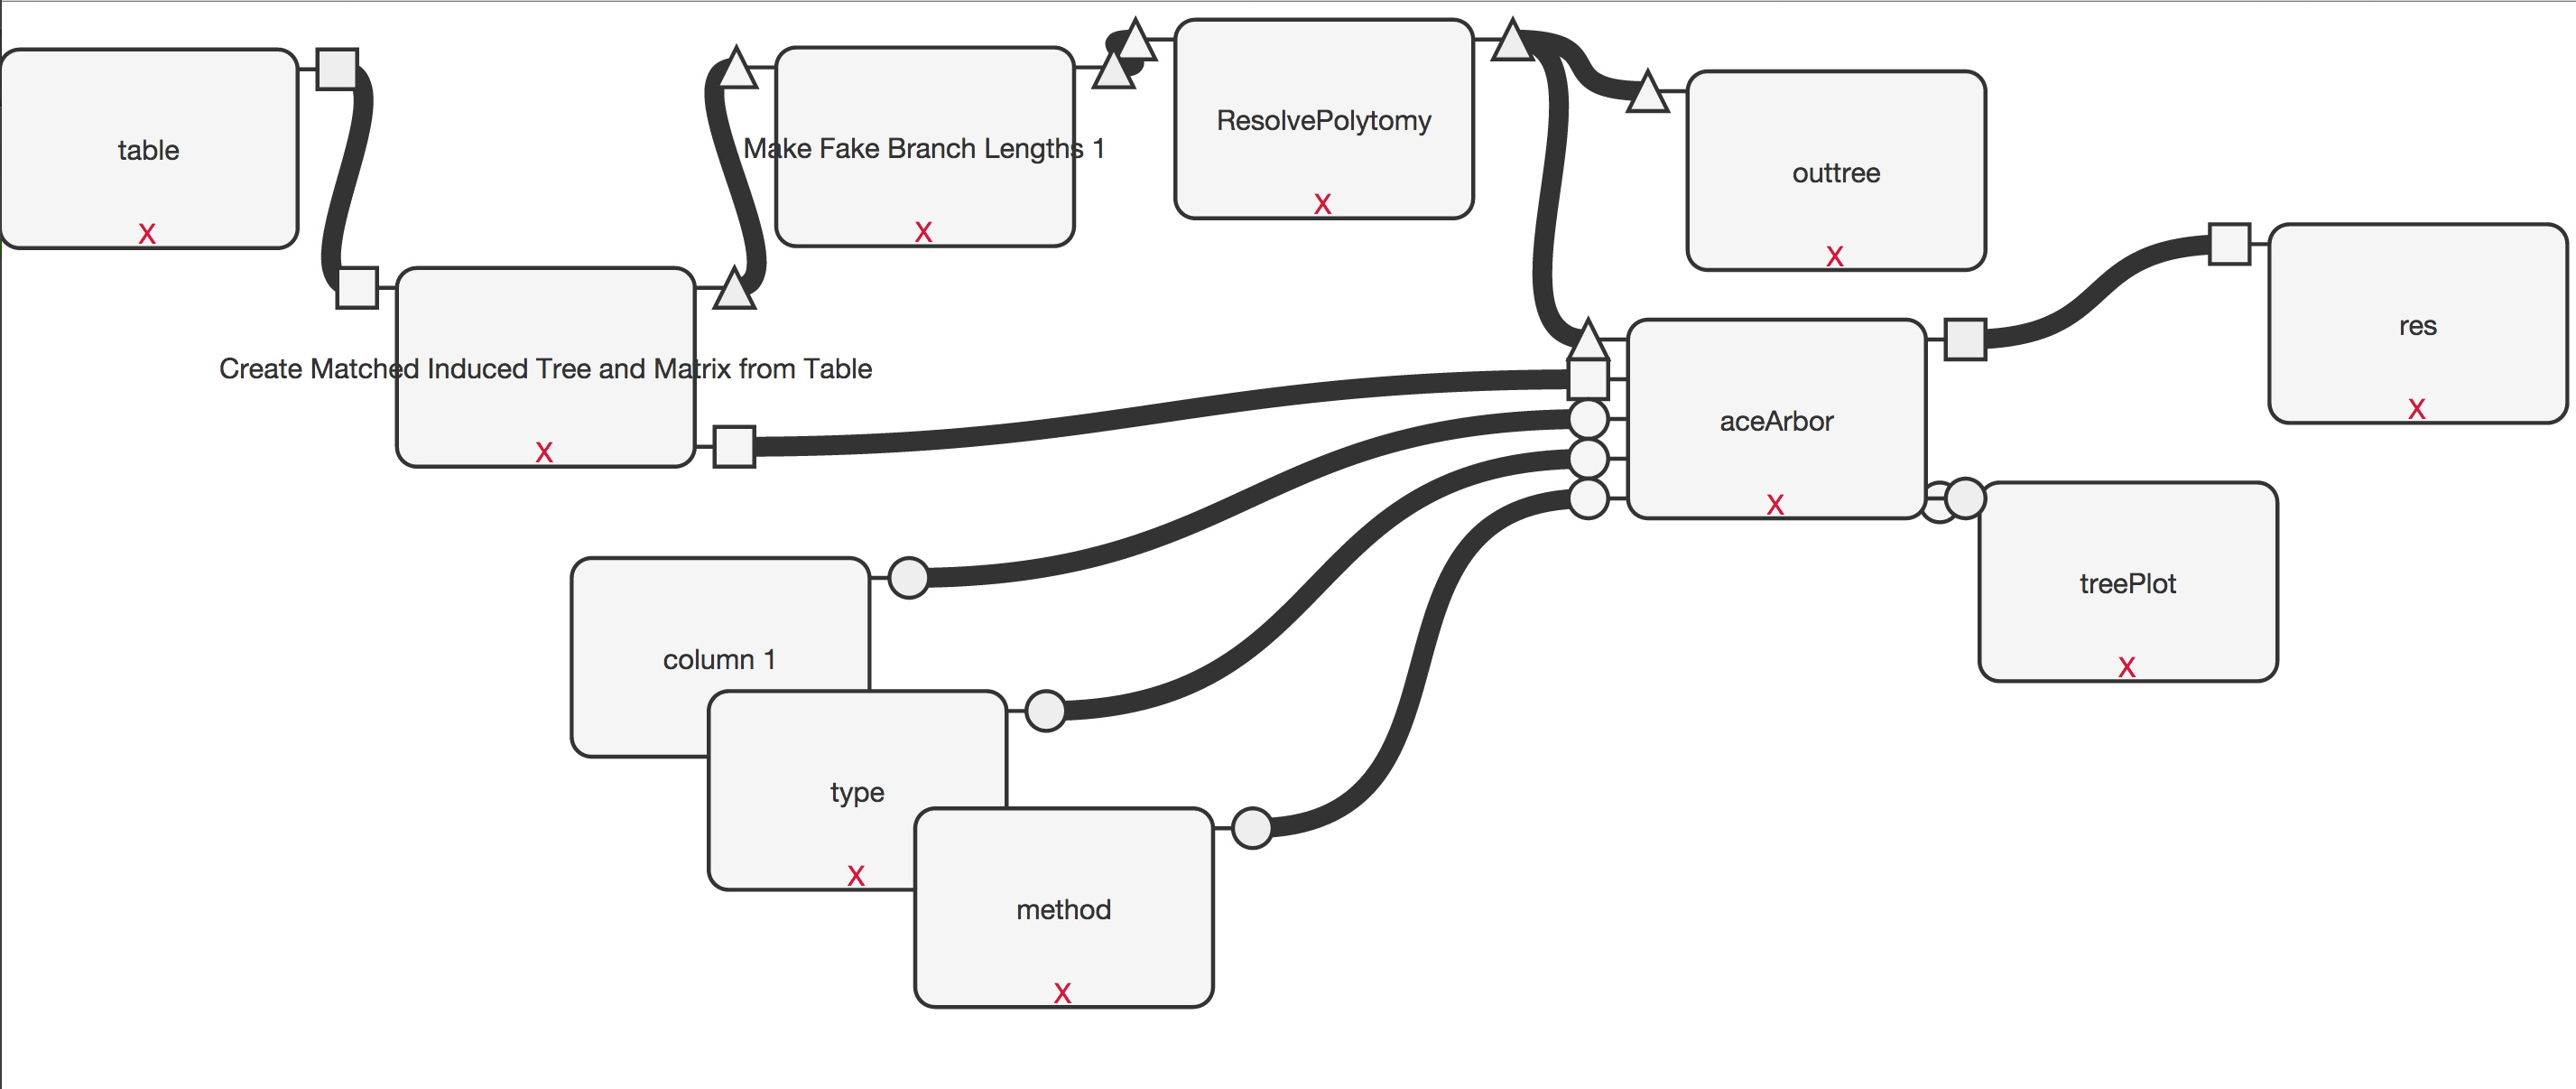 table
X
Make Fake Branch Lengths 1
X
ResolvePolytomy
X
outtree
X
res
X
Create Matched Induced Tree and Matrix from Table
X
aceArbor
X
treePlot
X
column 1
type
X
method
X